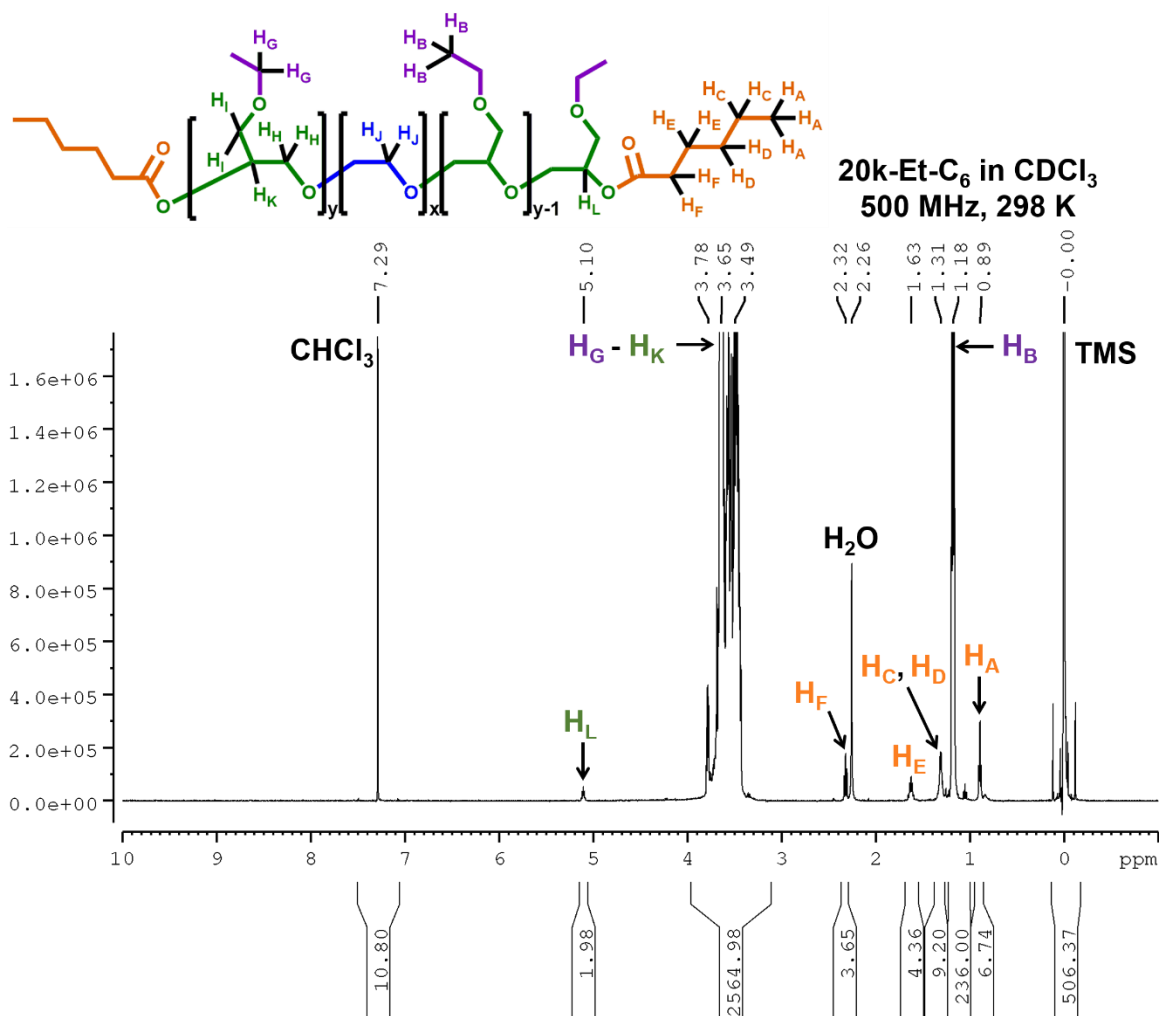 H_G
H_G
O
H_I
H_I
H_H
H_H
H_K
O
O
O
y
H_J
H_J
O
x
H_B
H_B
H_B
O
O
y-1
O
H_L
O
O
H_C
H_C
H_A
H_A
H_A
H_E
H_E
H_D
H_D
H_F
H_F
20k-Et-C₆ in CDCl₃
500 MHz, 298 K
7.29
5.10
3.78
3.65
3.49
2.32
2.26
1.63
1.31
1.18
0.89
-0.00
CHCl₃
H_G - H_K
H_B
TMS
H₂O
H_F
H_C, H_D
H_A
H_E
H_L
1.6e+06
1.4e+06
1.2e+06
1.0e+06
8.0e+05
6.0e+05
4.0e+05
2.0e+05
0.0e+00
10 9 8 7 6 5 4 3 2 1 0 ppm
10.80
1.98
2564.98
3.65
4.36
9.20
236.00
6.74
506.37